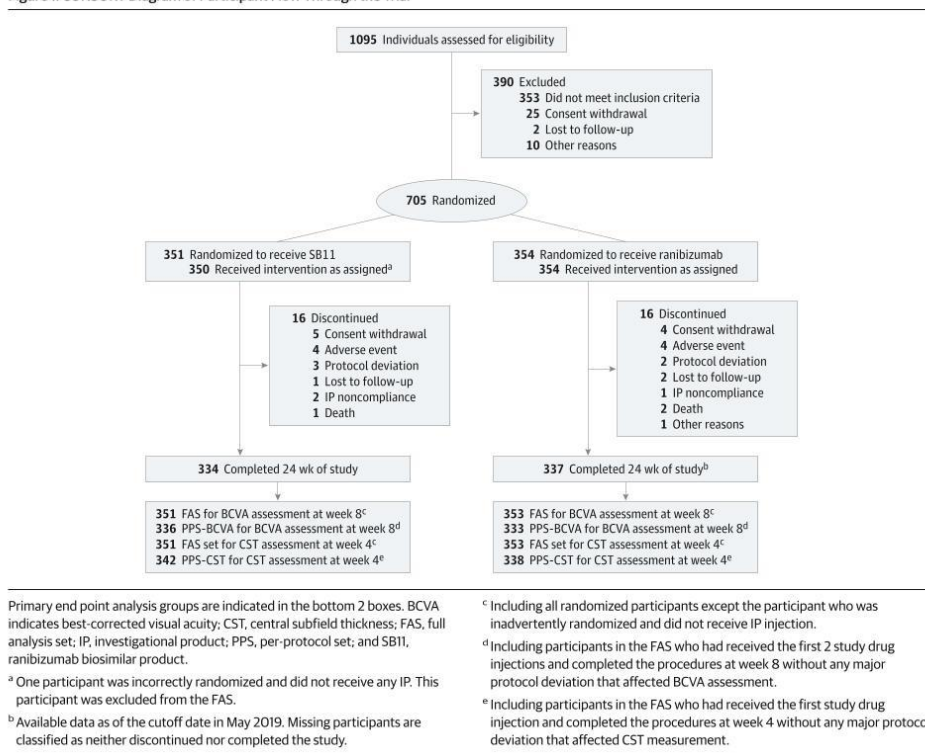 1095 Individuals assessed for eligibility
390 Excluded
353 Did not meet inclusion criteria
25 Consent withdrawal
2 Lost to follow-up
10 Other reasons
705 Randomized
351 Randomized to receive SB11
350 Received intervention as assignedᵃ
354 Randomized to receive ranibizumab
354 Received intervention as assigned
16 Discontinued
5 Consent withdrawal
4 Adverse event
3 Protocol deviation
1 Lost to follow-up
2 IP noncompliance
1 Death
16 Discontinued
4 Consent withdrawal
4 Adverse event
2 Protocol deviation
2 Lost to follow-up
1 IP noncompliance
2 Death
1 Other reasons
334 Completed 24 wk of study
337 Completed 24 wk of studyᵇ
351 FAS for BCVA assessment at week 8ᶜ
336 PPS-BCVA for BCVA assessment at week 8ᵈ
351 FAS set for CST assessment at week 4ᶜ
342 PPS-CST for CST assessment at week 4ᵉ
353 FAS for BCVA assessment at week 8ᶜ
333 PPS-BCVA for BCVA assessment at week 8ᵈ
353 FAS set for CST assessment at week 4ᶜ
338 PPS-CST for CST assessment at week 4ᵉ
Primary end point analysis groups are indicated in the bottom 2 boxes. BCVA
indicates best-corrected visual acuity; CST, central subfield thickness; FAS, full
analysis set; IP, investigational product; PPS, per-protocol set; and SB11,
ranibizumab biosimilar product.
ᵃ One participant was incorrectly randomized and did not receive any IP. This
participant was excluded from the FAS.
ᵇ Available data as of the cutoff date in May 2019. Missing participants are
classified as neither discontinued nor completed the study.
ᶜ Including all randomized participants except the participant who was
inadvertently randomized and did not receive IP injection.
ᵈ Including participants in the FAS who had received the first 2 study drug
injections and completed the procedures at week 8 without any major
protocol deviation that affected BCVA assessment.
ᵉ Including participants in the FAS who had received the first study drug
injection and completed the procedures at week 4 without any major protoco
deviation that affected CST measurement.